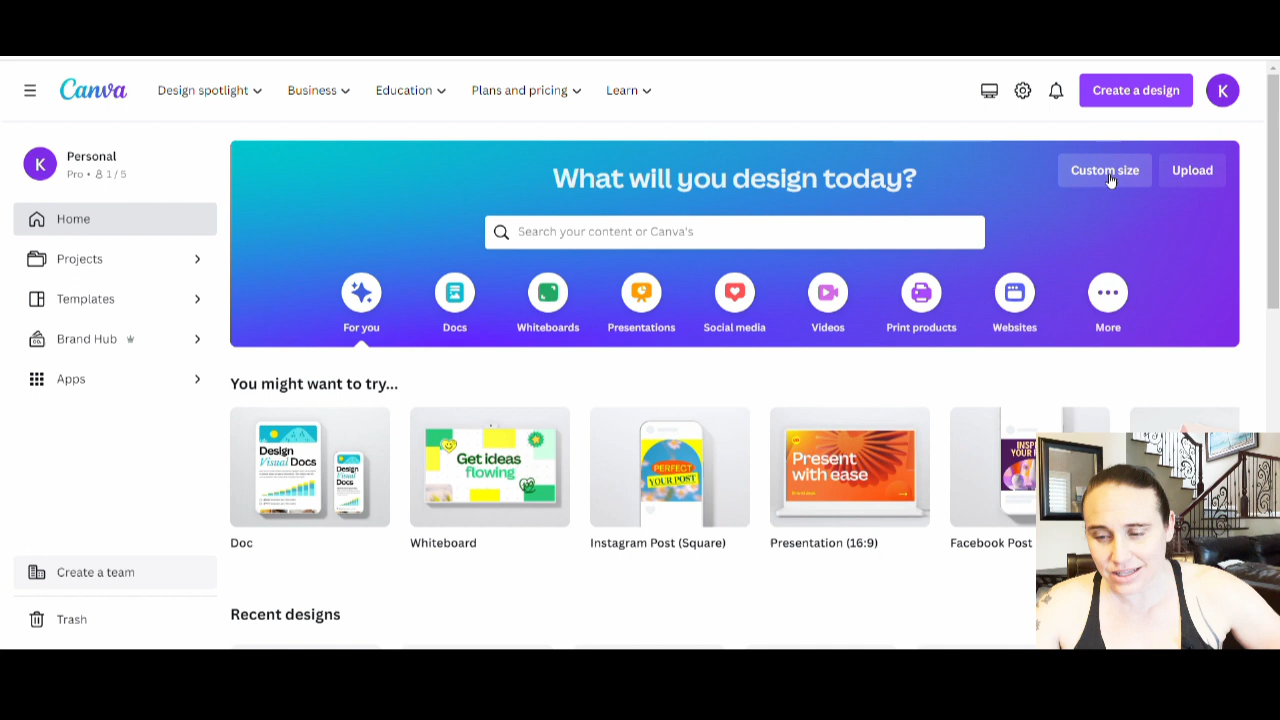 Canva
Design spotlight
Business
Education
Plans and pricing
Learn
Create a design
K
K
Personal
Pro • 1 / 5
Home
Projects
Templates
Brand Hub
Apps
Create a team
Trash
What will you design today?
Custom size
Upload
Search your content or Canva's
For you
Docs
Whiteboards
Presentations
Social media
Videos
Print products
Websites
More
You might want to try...
Design
Visual Docs
Design
Visual
Docs
Get ideas
flowing
PERFECT
YOUR POST
Present
with ease
Doc
Whiteboard
Instagram Post (Square)
Presentation (16:9)
Facebook Post
Recent designs